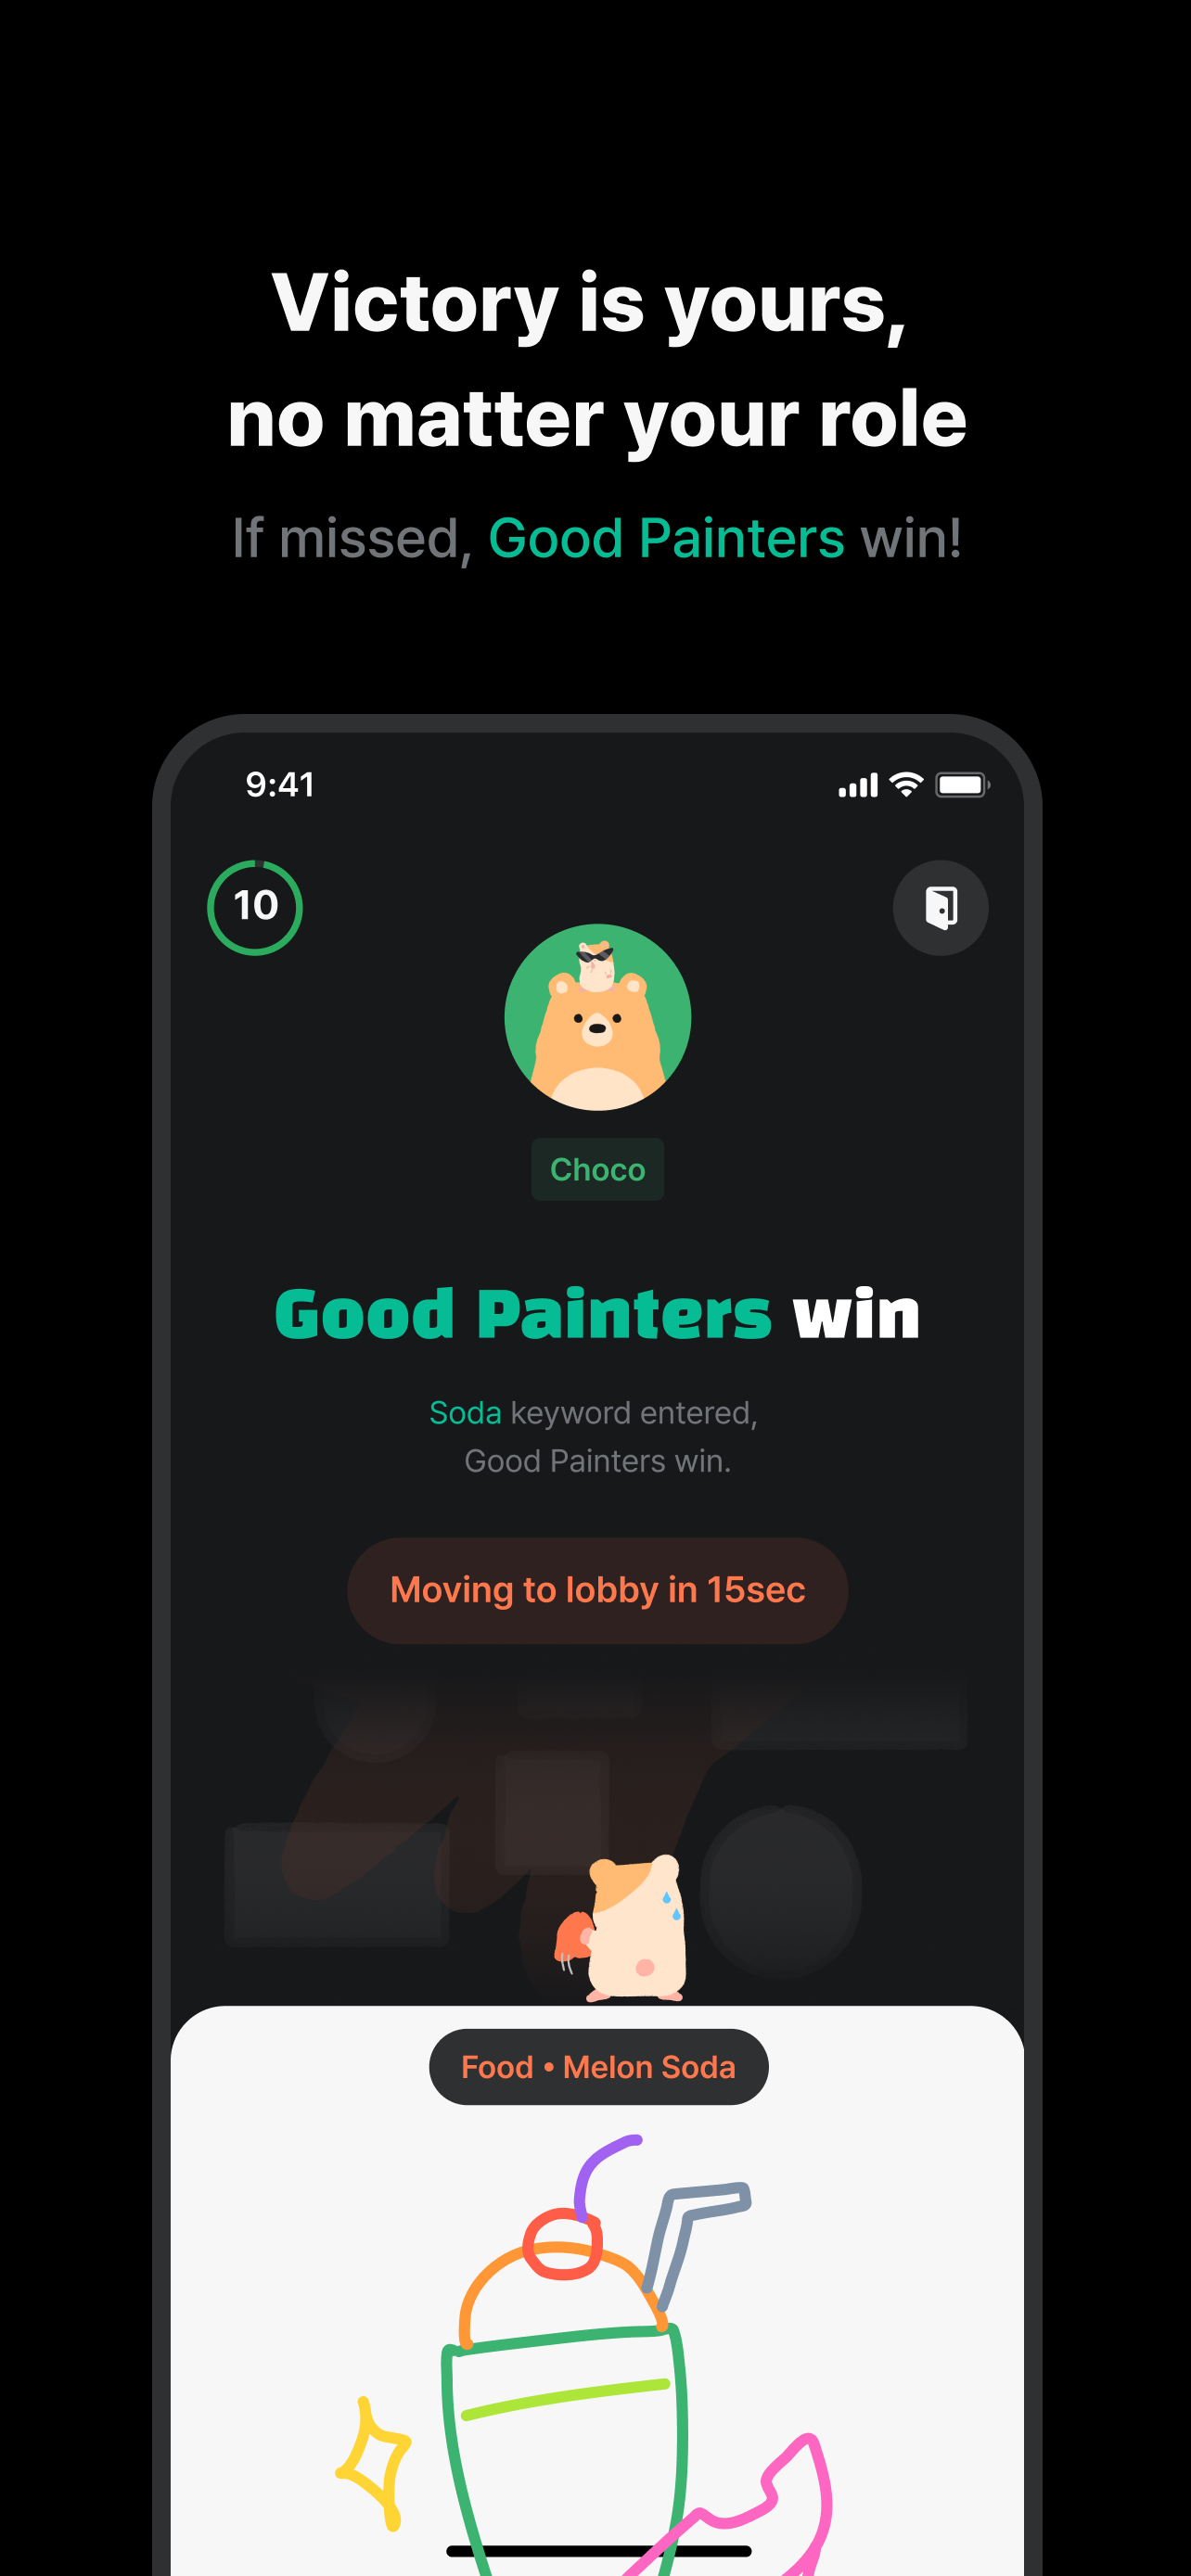 Victory is yours,
no matter your role
If missed, Good Painters win!
9:41
10
Choco
Good Painters win
Soda keyword entered,
Good Painters win.
Moving to lobby in 15sec
Food • Melon Soda